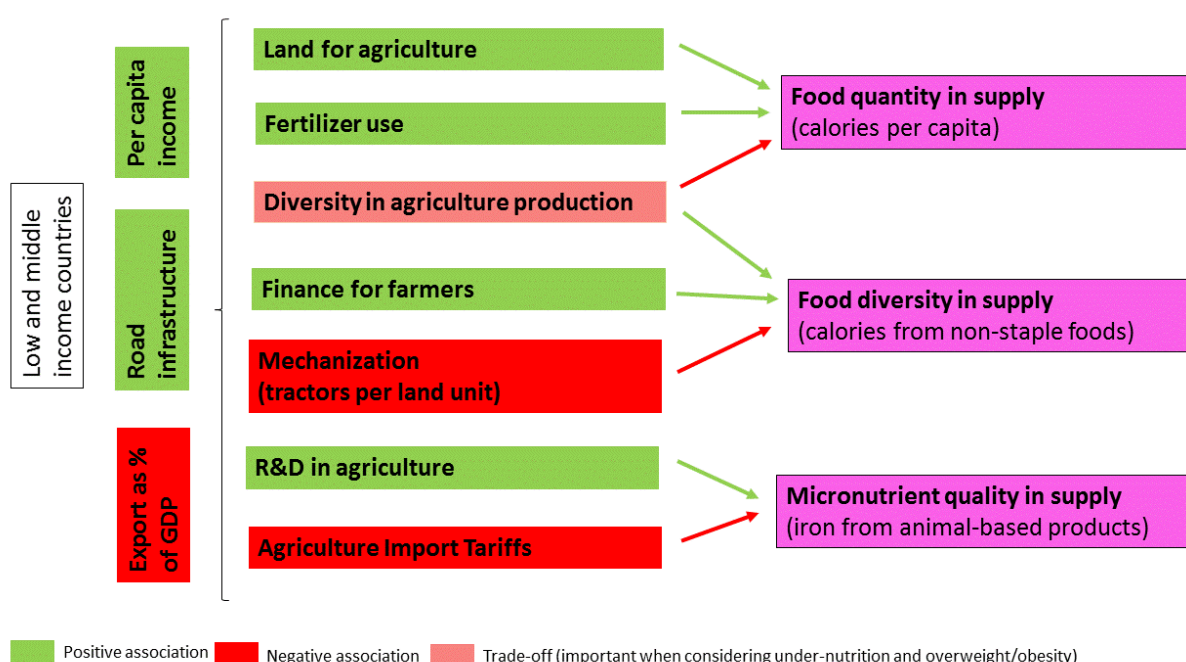 Low and middle
income countries
Per capita
income
Road
infrastructure
Export as %
of GDP
Land for agriculture
Fertilizer use
Diversity in agriculture production
Finance for farmers
Mechanization
(tractors per land unit)
R&D in agriculture
Agriculture Import Tariffs
Food quantity in supply
(calories per capita)
Food diversity in supply
(calories from non-staple foods)
Micronutrient quality in supply
(iron from animal-based products)
Positive association
Negative association
Trade-off (important when considering under-nutrition and overweight/obesity)